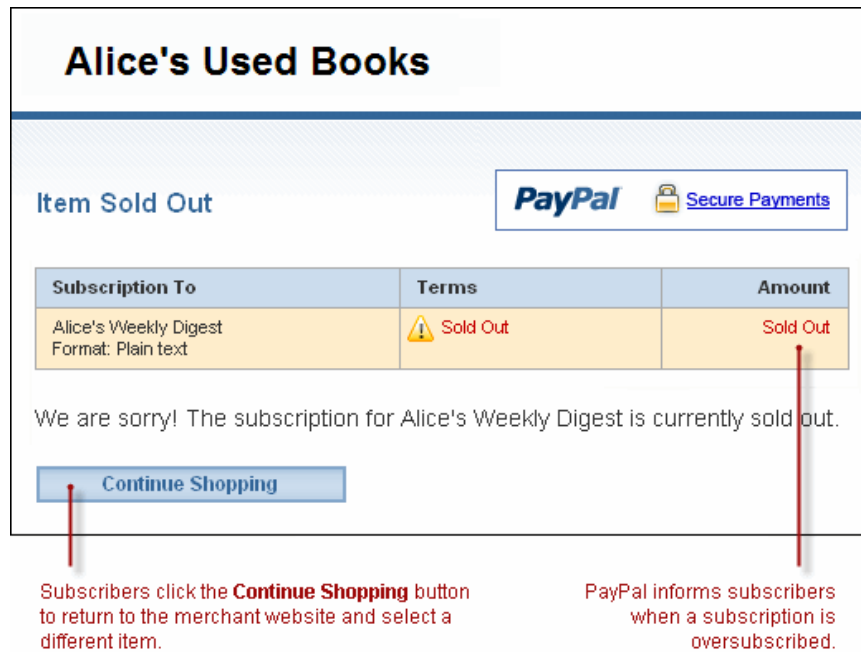 Alice's Used Books
Item Sold Out
PayPal Secure Payments
Subscription To Terms Amount
Alice's Weekly Digest Sold Out Sold Out
Format: Plain text
We are sorry! The subscription for Alice's Weekly Digest is currently sold out.
Continue Shopping
Subscribers click the Continue Shopping button
to return to the merchant website and select a
different item.
PayPal informs subscribers
when a subscription is
oversubscribed.